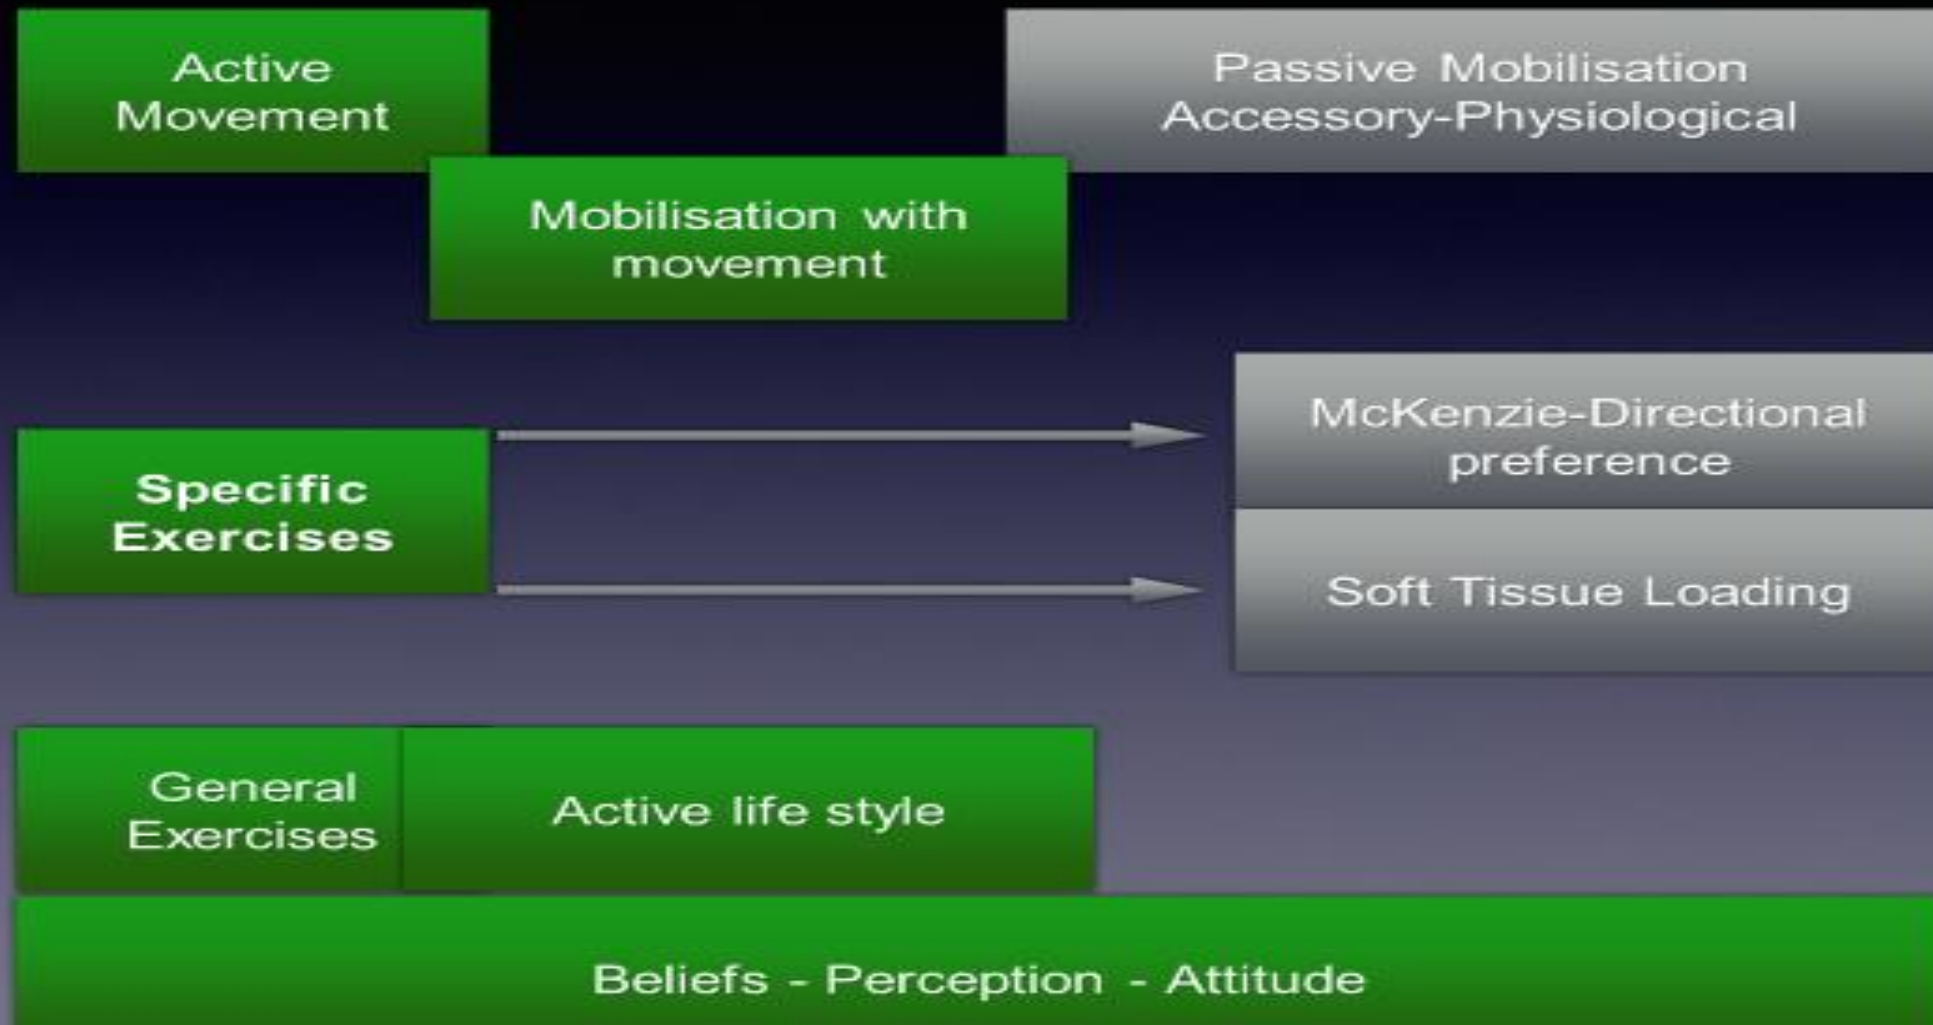 Active
Movement
Passive Mobilisation
Accessory-Physiological
Mobilisation with
movement
McKenzie-Directional
preference
Specific
Exercises
Soft Tissue Loading
General
Exercises
Active life style
Beliefs - Perception - Attitude